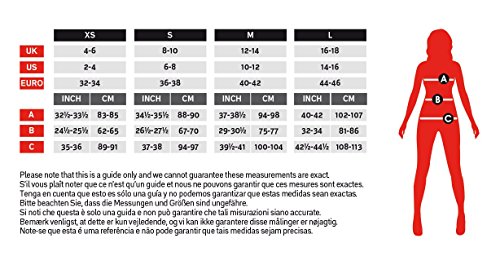 XS S M L
UK 4-6 8-10 12-14 16-18
US 2-4 6-8 10-12 14-16
EURO 32-34 36-38 40-42 44-46
INCH CM INCH CM INCH CM INCH CM
A 32½-33½ 83-85 34½-35½ 88-90 37-38½ 94-98 40-42 102-107
B 24½-25½ 62-65 26½-27½ 67-70 29-30½ 75-77 32-34 81-86
C 35-36 89-91 37-38 94-97 39½-41 100-104 42½-44½ 108-113
A
B
C
Please note that this is a guide only and we cannot guarantee these measurements are exact.
S'il vous plaît noter que ce n'est qu'un guide et nous ne pouvons garantir que ces mesures sont exactes.
Tenga en cuenta que esto es sólo una guía y no podemos garantizar que estas medidas sean exactas.
Bitte beachten Sie, dass die Messungen und Größen sind ungefähre.
Si noti che questa è solo una guida e non può garantire che tali misurazioni siano esatte.
Bemærk venligst, at dette er kun vejledende, og vi kan ikke garantere disse målinger er nøjagtig.
Note-se que esta é uma referência e não pode garantir que tais medidas sejam precisas.